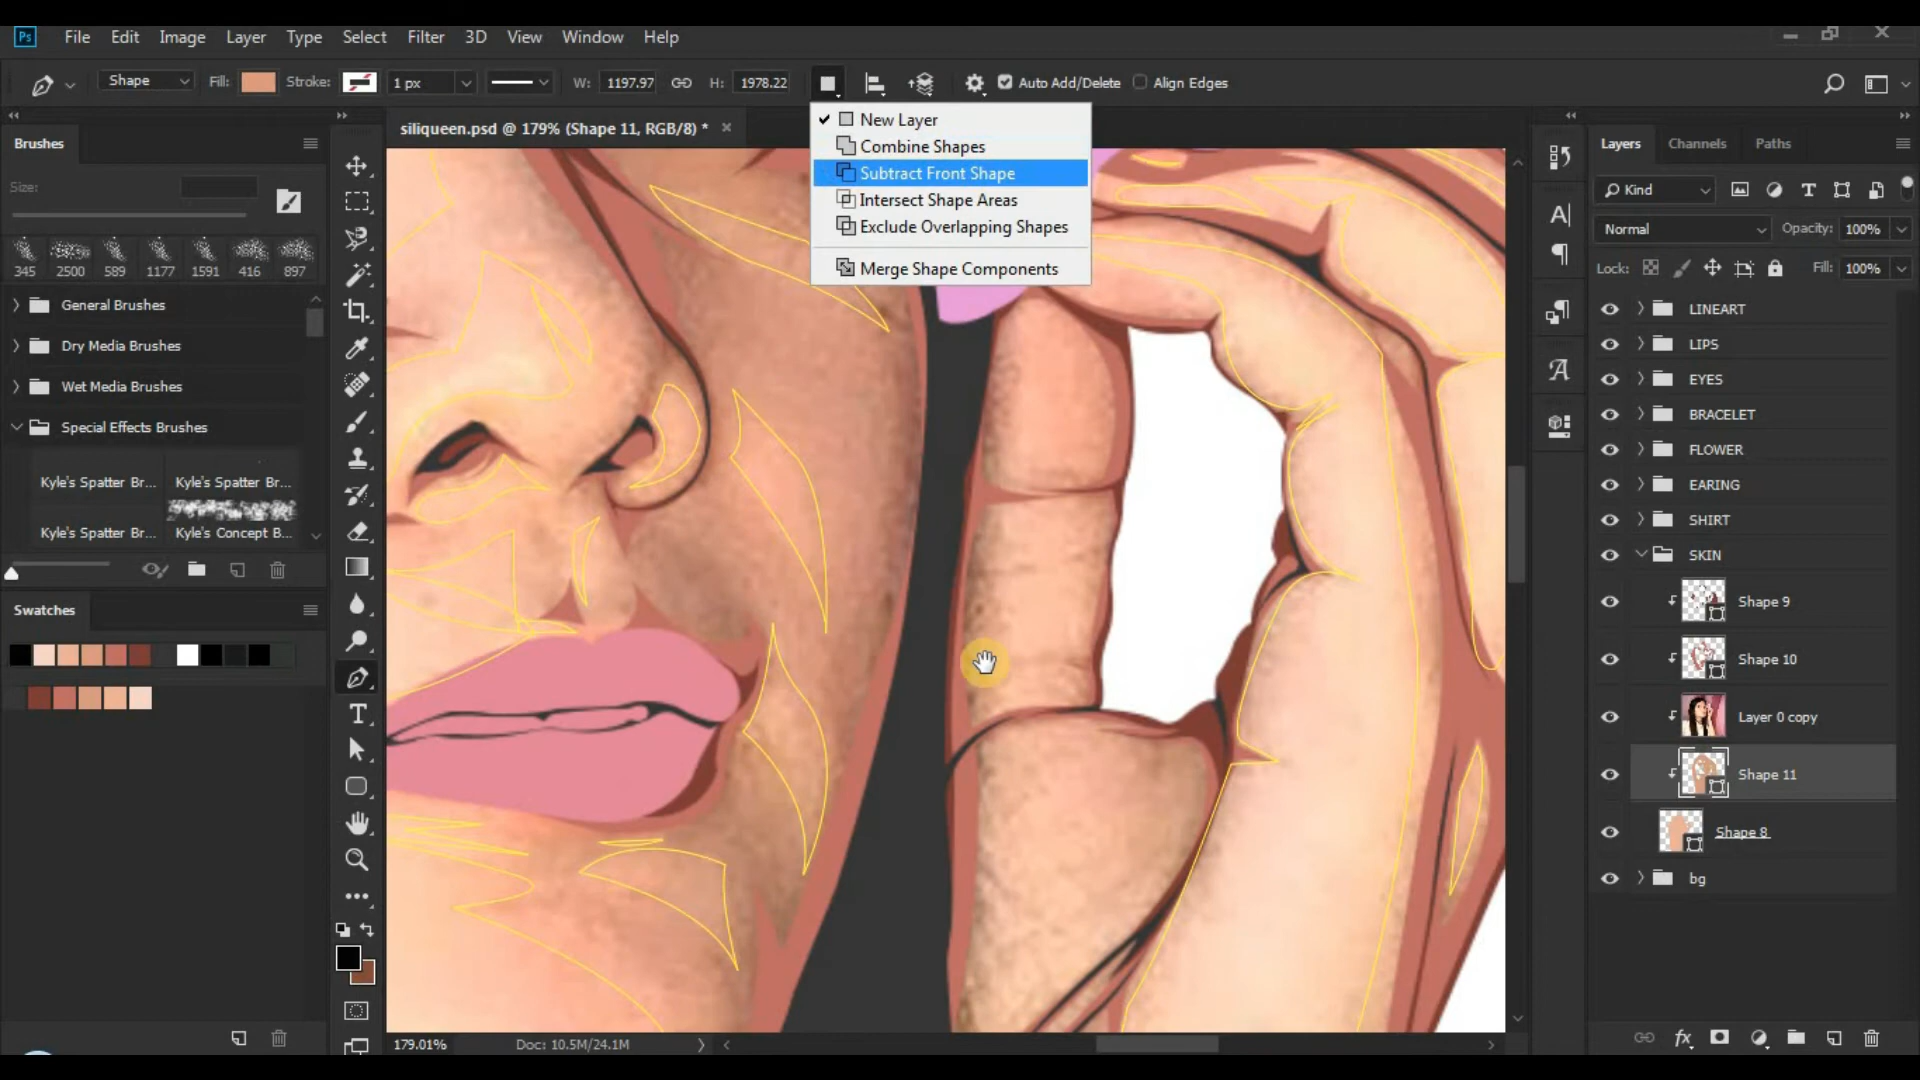 Ps File Edit Image Layer Type Select Filter 3D View Window Help
Shape Fill: Stroke: 1 px W: 1197.97 H: 1978.22 Auto Add/Delete Align Edges
siliqueen.psd @ 179% (Shape 11, RGB/8) *
New Layer
Combine Shapes
Subtract Front Shape
Intersect Shape Areas
Exclude Overlapping Shapes
Merge Shape Components
Brushes
Size:
345 2500 589 1177 1591 416 897
General Brushes
Dry Media Brushes
Wet Media Brushes
Special Effects Brushes
Kyle's Spatter Br... Kyle's Spatter Br...
Kyle's Spatter Br... Kyle's Concept B...
Swatches
Layers Channels Paths
Kind
Normal Opacity: 100%
Lock: Fill: 100%
LINEART
LIPS
EYES
BRACELET
FLOWER
EARING
SHIRT
SKIN
Shape 9
Shape 10
Layer 0 copy
Shape 11
Shape 8
bg
179.01% Doc: 10.5M/24.1M